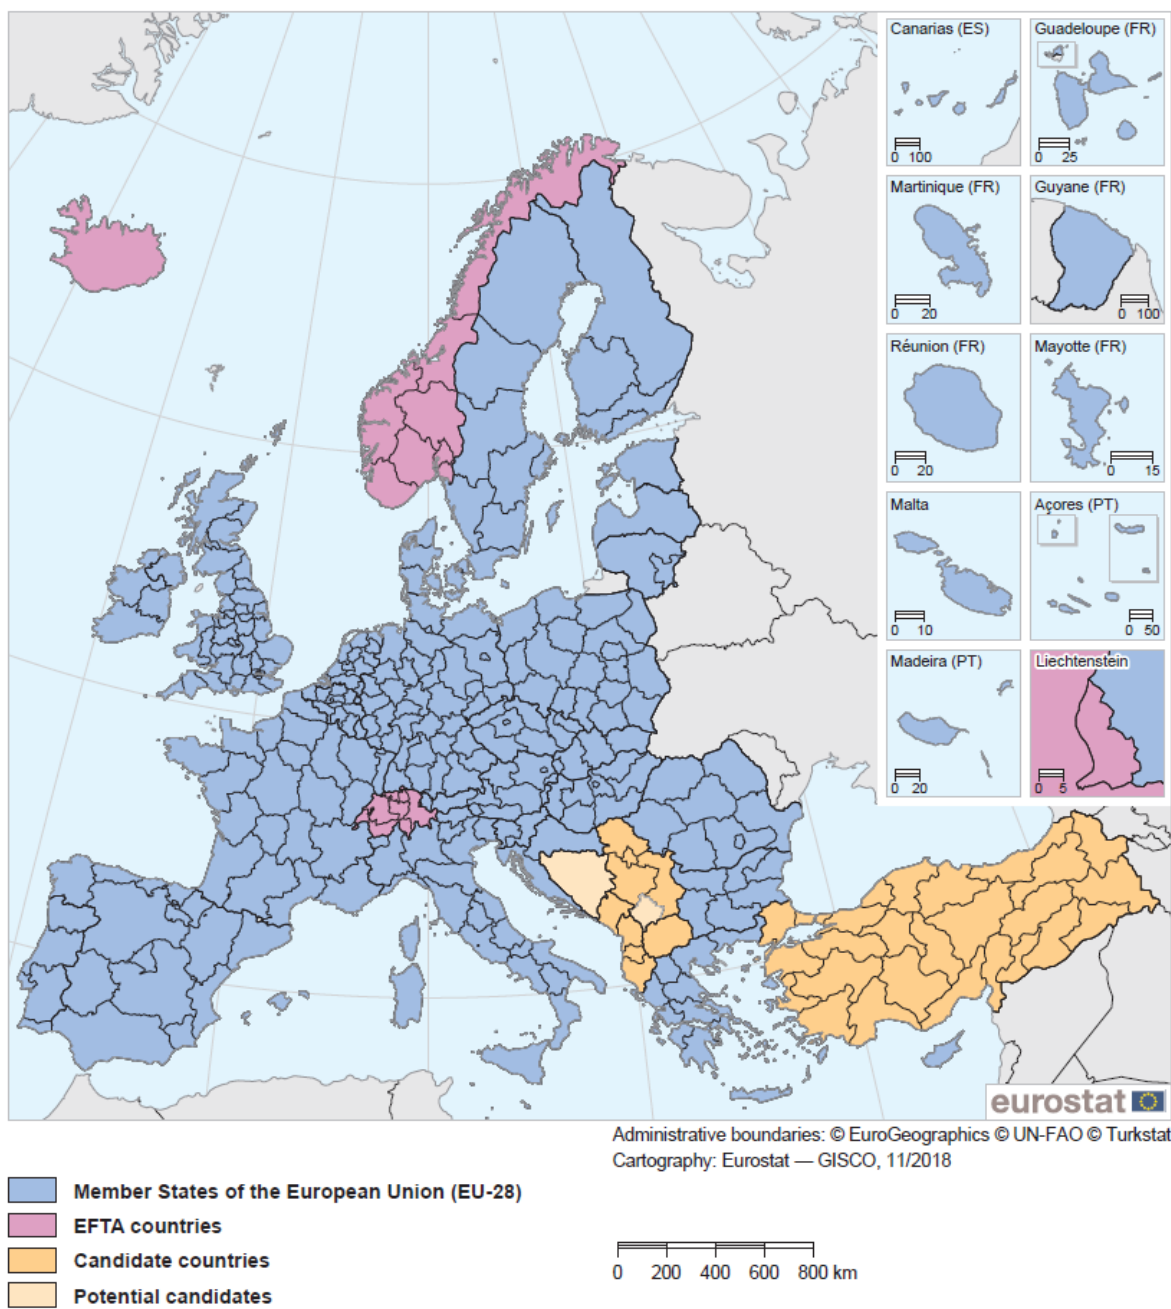 Canarias (ES)
0 100
Guadeloupe (FR)
0 25
Martinique (FR)
0 20
Guyane (FR)
0 100
Réunion (FR)
0 20
Mayotte (FR)
0 15
Malta
0 10
Açores (PT)
0 50
Madeira (PT)
0 20
Liechtenstein
0 5
eurostat
Administrative boundaries: © EuroGeographics © UN-FAO © Turkstat
Cartography: Eurostat — GISCO, 11/2018
Member States of the European Union (EU-28)
EFTA countries
Candidate countries
Potential candidates
0 200 400 600 800 km